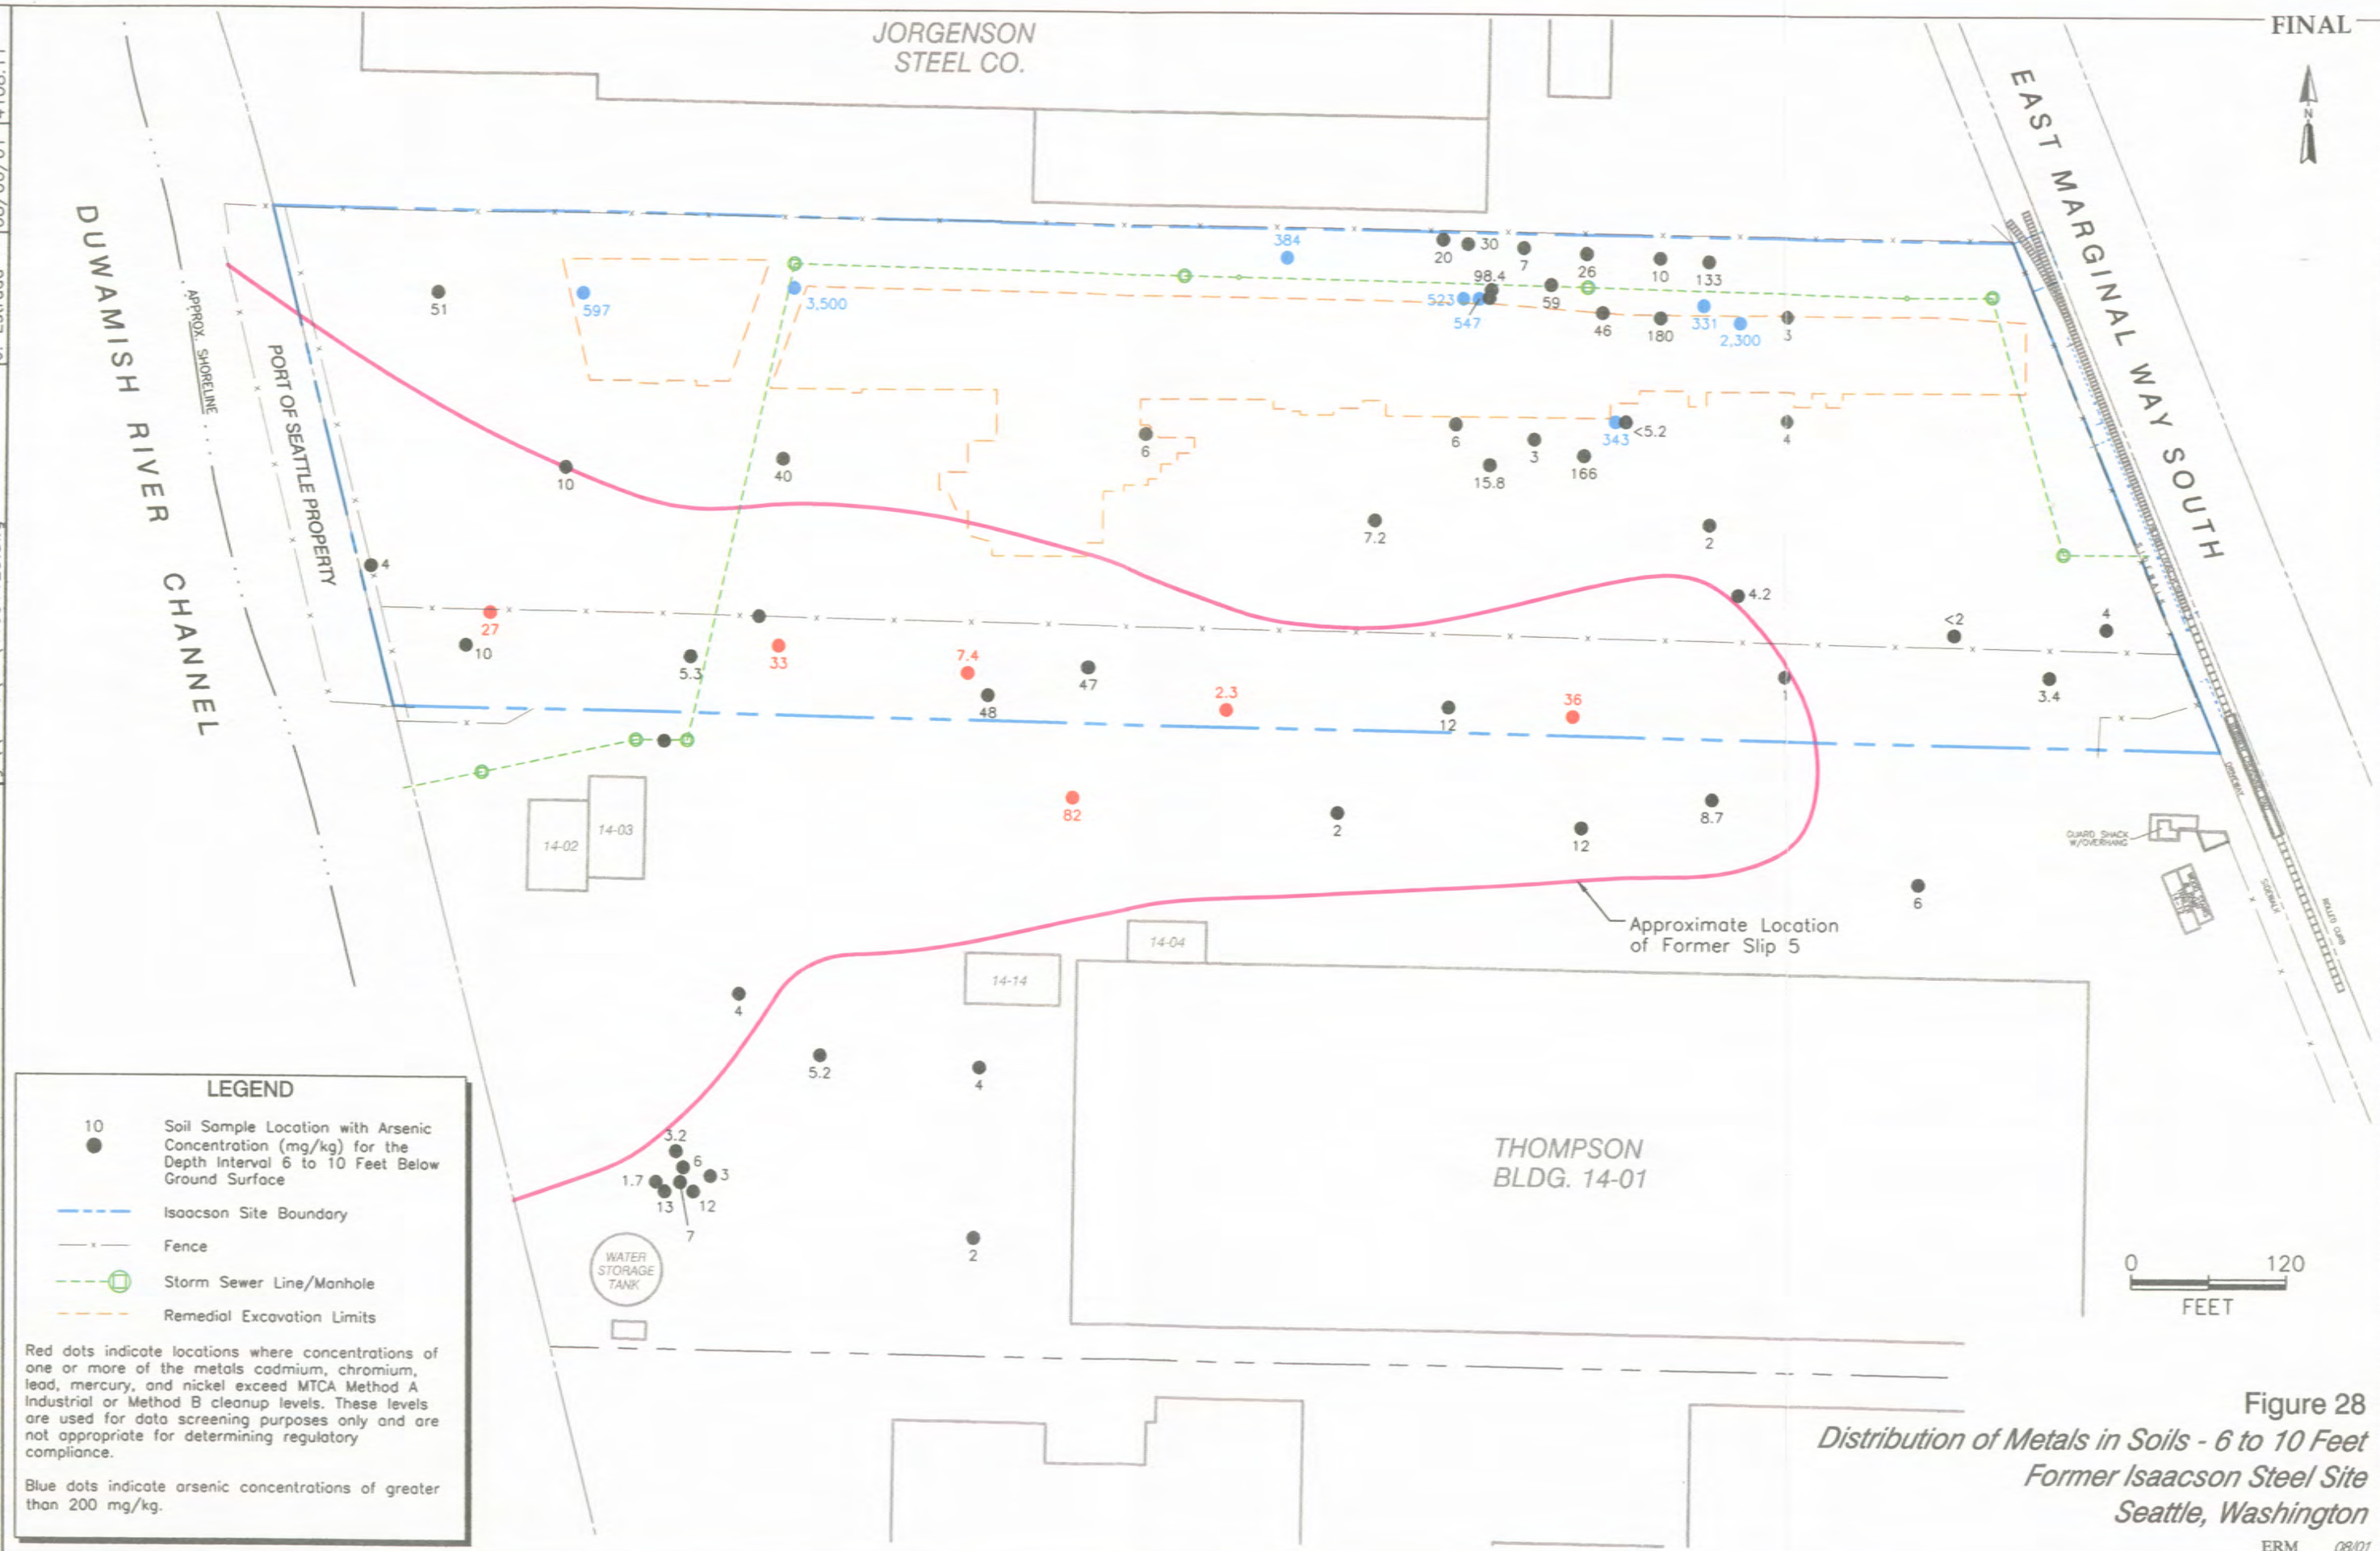 FINAL
JORGENSON
STEEL CO.
N
EAST MARGINAL WAY SOUTH
DUWAMISH RIVER CHANNEL
APPROX. SHORELINE
PORT OF SEATTLE PROPERTY
384
20
30
7
26
10
133
98.4
51
597
3,500
523
547
59
46
180
331
2,300
3
10
40
6
6
15.8
3
166
343
<5.2
4
7.2
2
4
4.2
SIDEWALK
27
10
5.3
33
7.4
48
47
2.3
12
36
1
<2
4
3.4
DRIVEWAY
14-02
14-03
82
2
12
8.7
GUARD SHACK
W/OVERHANG
6
SIDEWALK
ROLLED CURB
Approximate Location
of Former Slip 5
14-04
14-14
4
5.2
4
3.2
6
3
1.7
13
12
7
2
WATER
STORAGE
TANK
THOMPSON
BLDG. 14-01
0 120
FEET
LEGEND
10
Soil Sample Location with Arsenic
Concentration (mg/kg) for the
Depth Interval 6 to 10 Feet Below
Ground Surface
Isaacson Site Boundary
Fence
Storm Sewer Line/Manhole
Remedial Excavation Limits
Red dots indicate locations where concentrations of
one or more of the metals cadmium, chromium,
lead, mercury, and nickel exceed MTCA Method A
Industrial or Method B cleanup levels. These levels
are used for data screening purposes only and are
not appropriate for determining regulatory
compliance.
Blue dots indicate arsenic concentrations of greater
than 200 mg/kg.
Figure 28
Distribution of Metals in Soils - 6 to 10 Feet
Former Isaacson Steel Site
Seattle, Washington
ERM 08/01